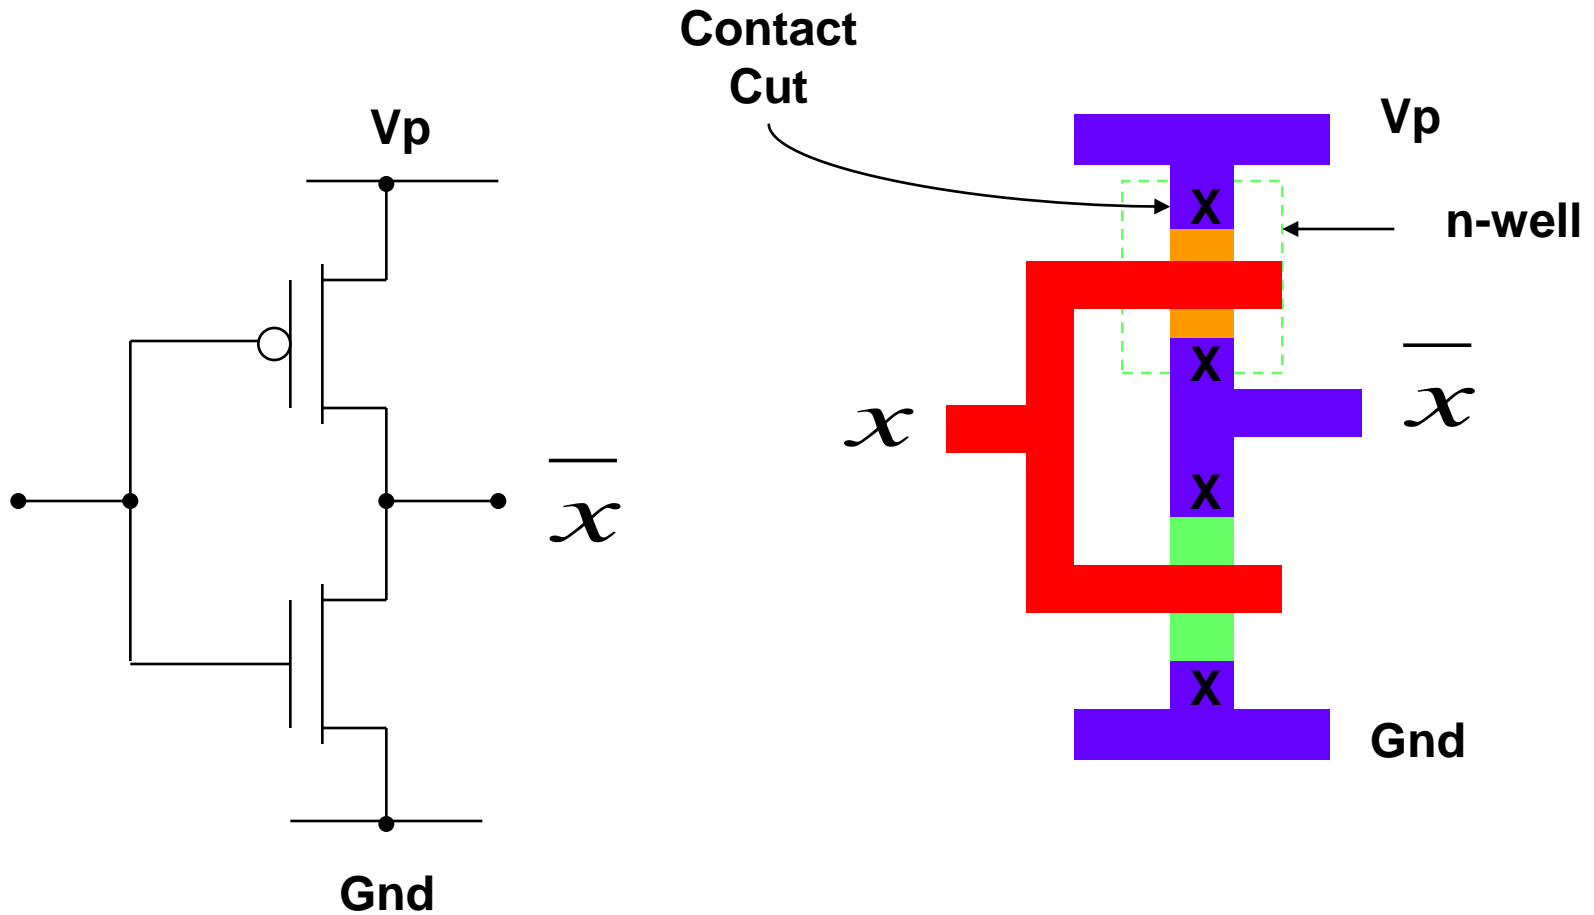 Contact
Cut
Vp
Vp
X
n-well
X
x̅
x
X
x̅
X
Gnd
Gnd